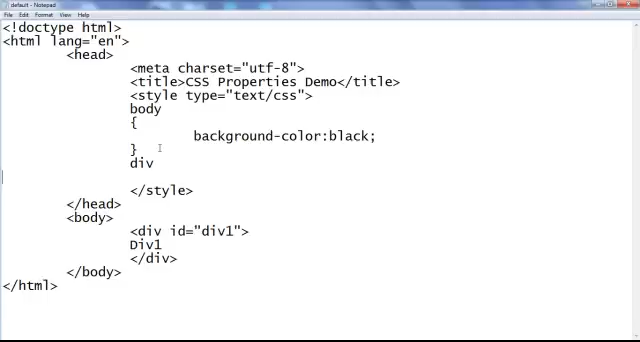 default - Notepad
File Edit Format View Help
<!doctype html>
<html lang="en">
<head>
<meta charset="utf-8">
<title>CSS Properties Demo</title>
<style type="text/css">
body
{
background-color:black;
}
div
</style>
</head>
<body>
<div id="div1">
Div1
</div>
</body>
</html>